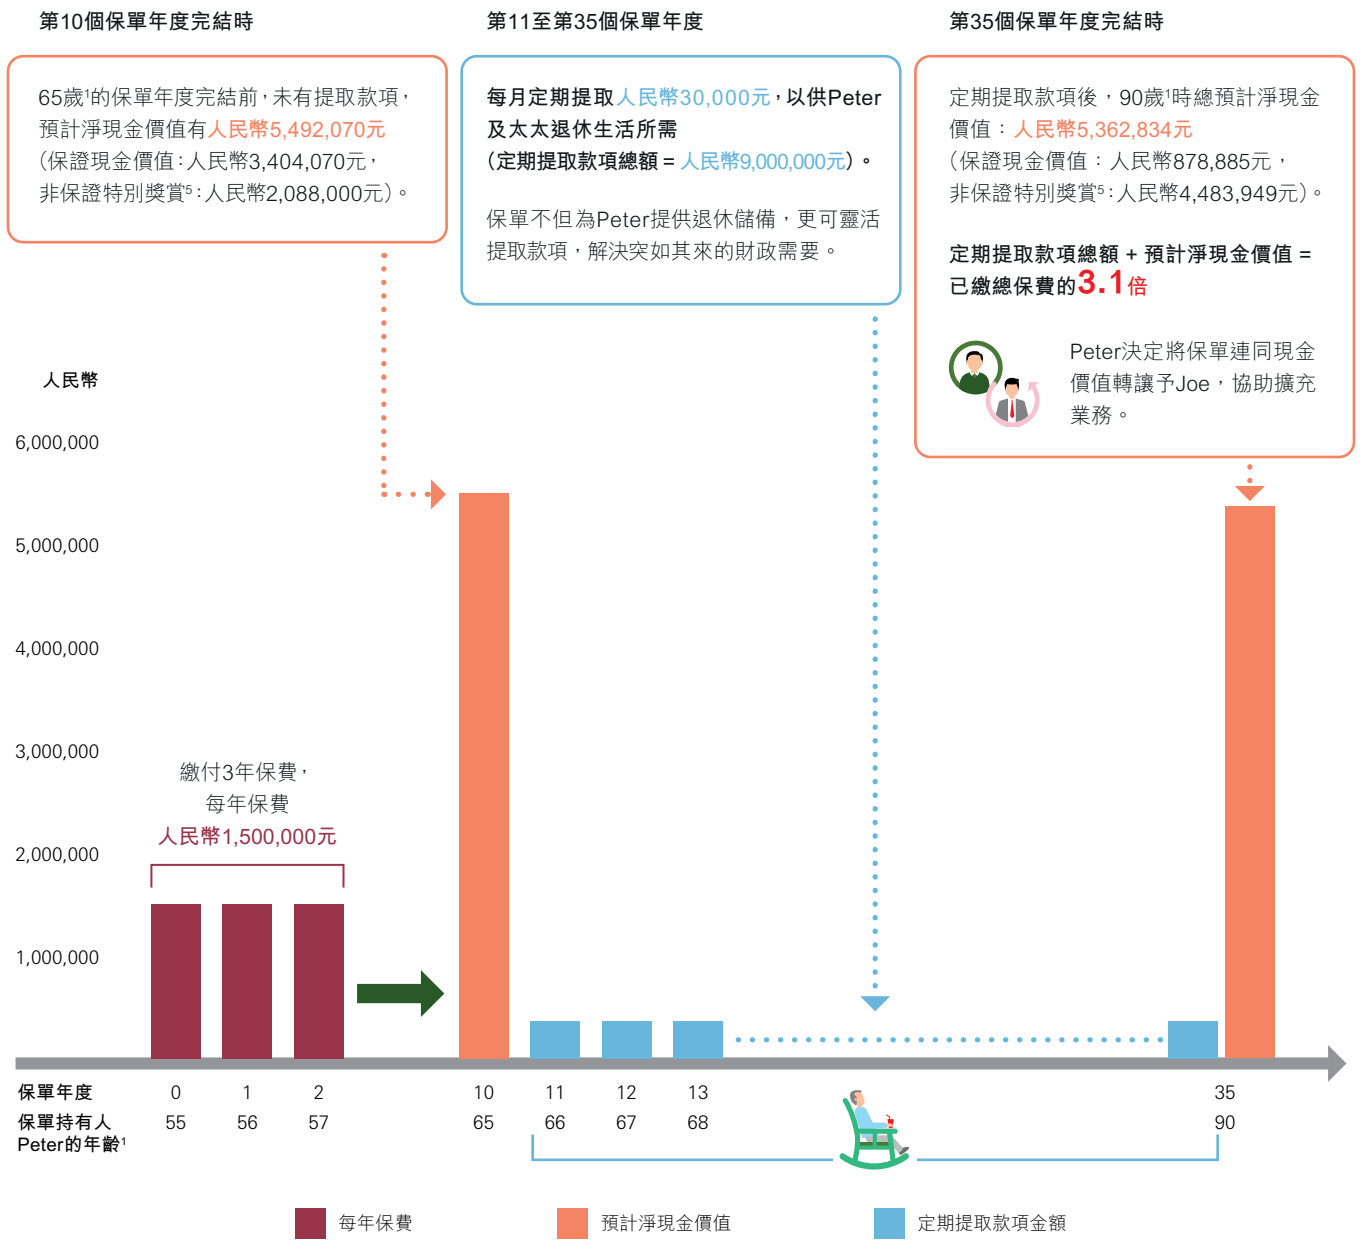 第10個保單年度完結時
65歲¹的保單年度完結前，未有提取款項，
預計淨現金價值有人民幣5,492,070元
（保證現金價值：人民幣3,404,070元，
非保證特別獎賞⁵：人民幣2,088,000元）。
第11至第35個保單年度
每月定期提取人民幣30,000元，以供Peter
及太太退休生活所需
（定期提取款項總額 = 人民幣9,000,000元）。
保單不但為Peter提供退休儲備，更可靈活
提取款項，解決突如其來的財政需要。
第35個保單年度完結時
定期提取款項後，90歲¹時總預計淨現金
價值：人民幣5,362,834元
（保證現金價值：人民幣878,885元，
非保證特別獎賞⁵：人民幣4,483,949元）。
定期提取款項總額 + 預計淨現金價值 =
已繳總保費的3.1倍
Peter決定將保單連同現金
價值轉讓予Joe，協助擴充
業務。
人民幣
6,000,000
5,000,000
4,000,000
3,000,000
2,000,000
1,000,000
繳付3年保費，
每年保費
人民幣1,500,000元
保單年度 0 1 2 10 11 12 13 35
保單持有人 55 56 57 65 66 67 68 90
Peter的年齡¹
每年保費 預計淨現金價值 定期提取款項金額